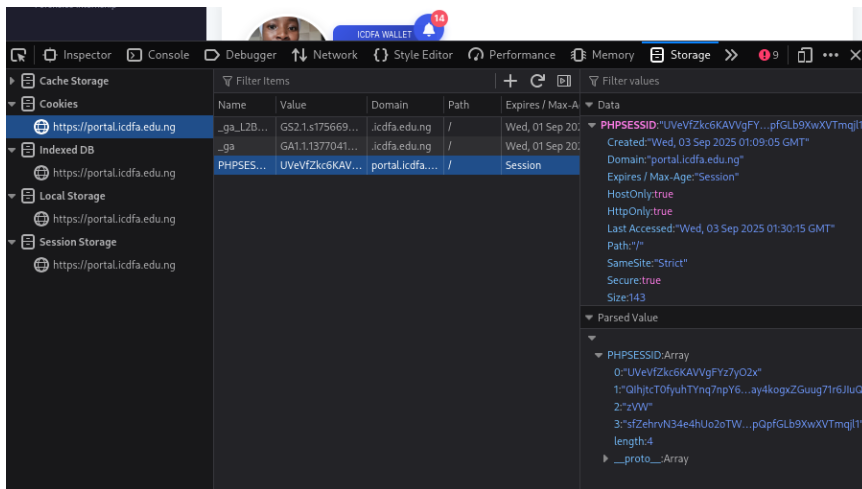 ICDFA WALLET
14
Inspector Console Debugger Network Style Editor Performance Memory Storage 9
Cache Storage
Cookies
https://portal.icdfa.edu.ng
Indexed DB
https://portal.icdfa.edu.ng
Local Storage
https://portal.icdfa.edu.ng
Session Storage
https://portal.icdfa.edu.ng
Filter Items
Name Value Domain Path Expires / Max-A
_ga_L2B... GS2.1.s175669... .icdfa.edu.ng / Wed, 01 Sep 202
_ga GA1.1.1377041... .icdfa.edu.ng / Wed, 01 Sep 202
PHPSES... UVeVfZkc6KAV... portal.icdfa.... / Session
Filter values
Data
PHPSESSID:"UVeVfZkc6KAVVgFY...pfGLb9XwXVTmqjl1
Created:"Wed, 03 Sep 2025 01:09:05 GMT"
Domain:"portal.icdfa.edu.ng"
Expires / Max-Age:"Session"
HostOnly:true
HttpOnly:true
Last Accessed:"Wed, 03 Sep 2025 01:30:15 GMT"
Path:"/"
SameSite:"Strict"
Secure:true
Size:143
Parsed Value
PHPSESSID:Array
0:"UVeVfZkc6KAVVgFYz7yO2x"
1:"QIhjtcT0fyuhTYnq7npY6...ay4kogxZGuug71r6JIuQ
2:"zVW"
3:"sfZehrvN34e4hUo2oTW...pQpfGLb9XwXVTmqjl1"
length:4
__proto__:Array